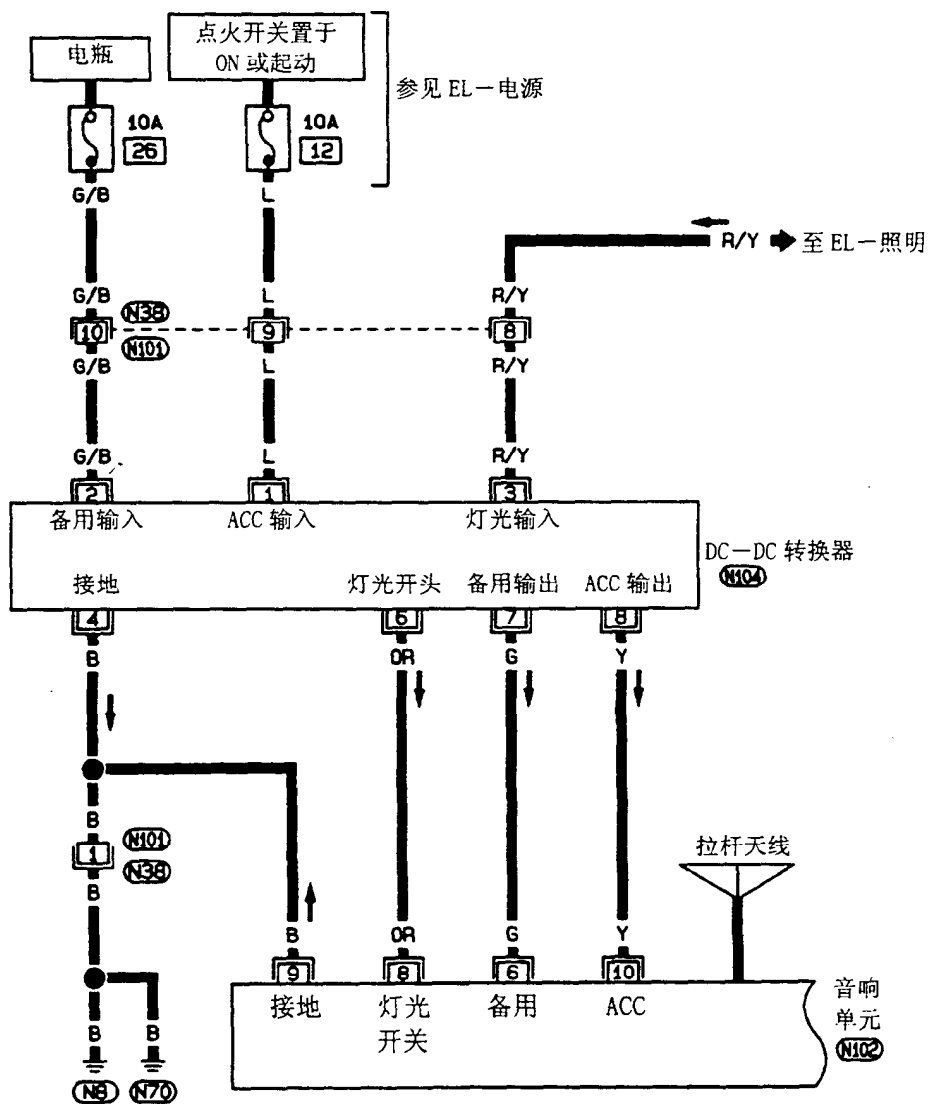 电瓶
点火开关置于
ON 或起动
参见 EL－电源
10A
26
10A
12
G/B
L
R/Y
至 EL－照明
G/B
L
R/Y
N38
10
9
8
N101
G/B
L
R/Y
G/B
L
R/Y
2
1
3
备用输入
ACC 输入
灯光输入
DC－DC 转换器
N104
接地
灯光开头
备用输出
ACC 输出
4
6
7
8
B
OR
G
Y
B
N101
1
N38
B
拉杆天线
B
OR
G
Y
9
8
6
10
接地
灯光
开关
备用
ACC
音响
单元
N102
B
B
N8
N70